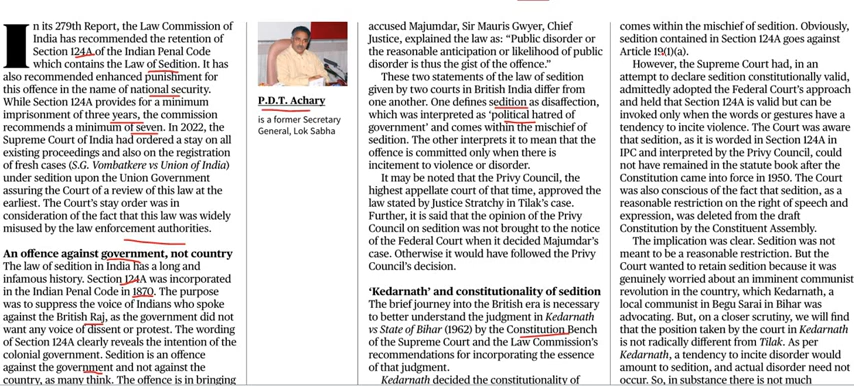 In its 279th Report, the Law Commission of
India has recommended the retention of
Section 124A of the Indian Penal Code
which contains the Law of Sedition. It has
also recommended enhanced punishment for
this offence in the name of national security.
While Section 124A provides for a minimum
imprisonment of three years, the commission
recommends a minimum of seven. In 2022, the
Supreme Court of India had ordered a stay on all
existing proceedings and also on the registration
of fresh cases (S.G. Vombatkere vs Union of India)
under sedition upon the Union Government
assuring the Court of a review of this law at the
earliest. The Court's stay order was in
consideration of the fact that this law was widely
misused by the law enforcement authorities.
An offence against government, not country
The law of sedition in India has a long and
infamous history. Section 124A was incorporated
in the Indian Penal Code in 1870. The purpose
was to suppress the voice of Indians who spoke
against the British Raj, as the government did not
want any voice of dissent or protest. The wording
of Section 124A clearly reveals the intention of the
colonial government. Sedition is an offence
against the government and not against the
country, as many think. The offence is in bringing
P.D.T. Achary
is a former Secretary
General, Lok Sabha
accused Majumdar, Sir Mauris Gwyer, Chief
Justice, explained the law as: “Public disorder or
the reasonable anticipation or likelihood of public
disorder is thus the gist of the offence.”
These two statements of the law of sedition
given by two courts in British India differ from
one another. One defines sedition as disaffection,
which was interpreted as ‘political hatred of
government’ and comes within the mischief of
sedition. The other interprets it to mean that the
offence is committed only when there is
incitement to violence or disorder.
It may be noted that the Privy Council, the
highest appellate court of that time, approved the
law stated by Justice Stratchy in Tilak's case.
Further, it is said that the opinion of the Privy
Council on sedition was not brought to the notice
of the Federal Court when it decided Majumdar's
case. Otherwise it would have followed the Privy
Council's decision.
‘Kedarnath’ and constitutionality of sedition
The brief journey into the British era is necessary
to better understand the judgment in Kedarnath
vs State of Bihar (1962) by the Constitution Bench
of the Supreme Court and the Law Commission's
recommendations for incorporating the essence
of that judgment.
Kedarnath decided the constitutionality of
comes within the mischief of sedition. Obviously,
sedition contained in Section 124A goes against
Article 19(1)(a).
However, the Supreme Court had, in an
attempt to declare sedition constitutionally valid,
admittedly adopted the Federal Court's approach
and held that Section 124A is valid but can be
invoked only when the words or gestures have a
tendency to incite violence. The Court was aware
that sedition, as it is worded in Section 124A in
IPC and interpreted by the Privy Council, could
not have remained in the statute book after the
Constitution came into force in 1950. The Court
was also conscious of the fact that sedition, as a
reasonable restriction on the right of speech and
expression, was deleted from the draft
Constitution by the Constituent Assembly.
The implication was clear. Sedition was not
meant to be a reasonable restriction. But the
Court wanted to retain sedition because it was
genuinely worried about an imminent communist
revolution in the country, which Kedarnath, a
local communist in Begu Sarai in Bihar was
advocating. But, on a closer scrutiny, we will find
that the position taken by the court in Kedarnath
is not radically different from Tilak. As per
Kedarnath, a tendency to incite disorder would
amount to sedition, and actual disorder need not
occur. So, in substance there is not much